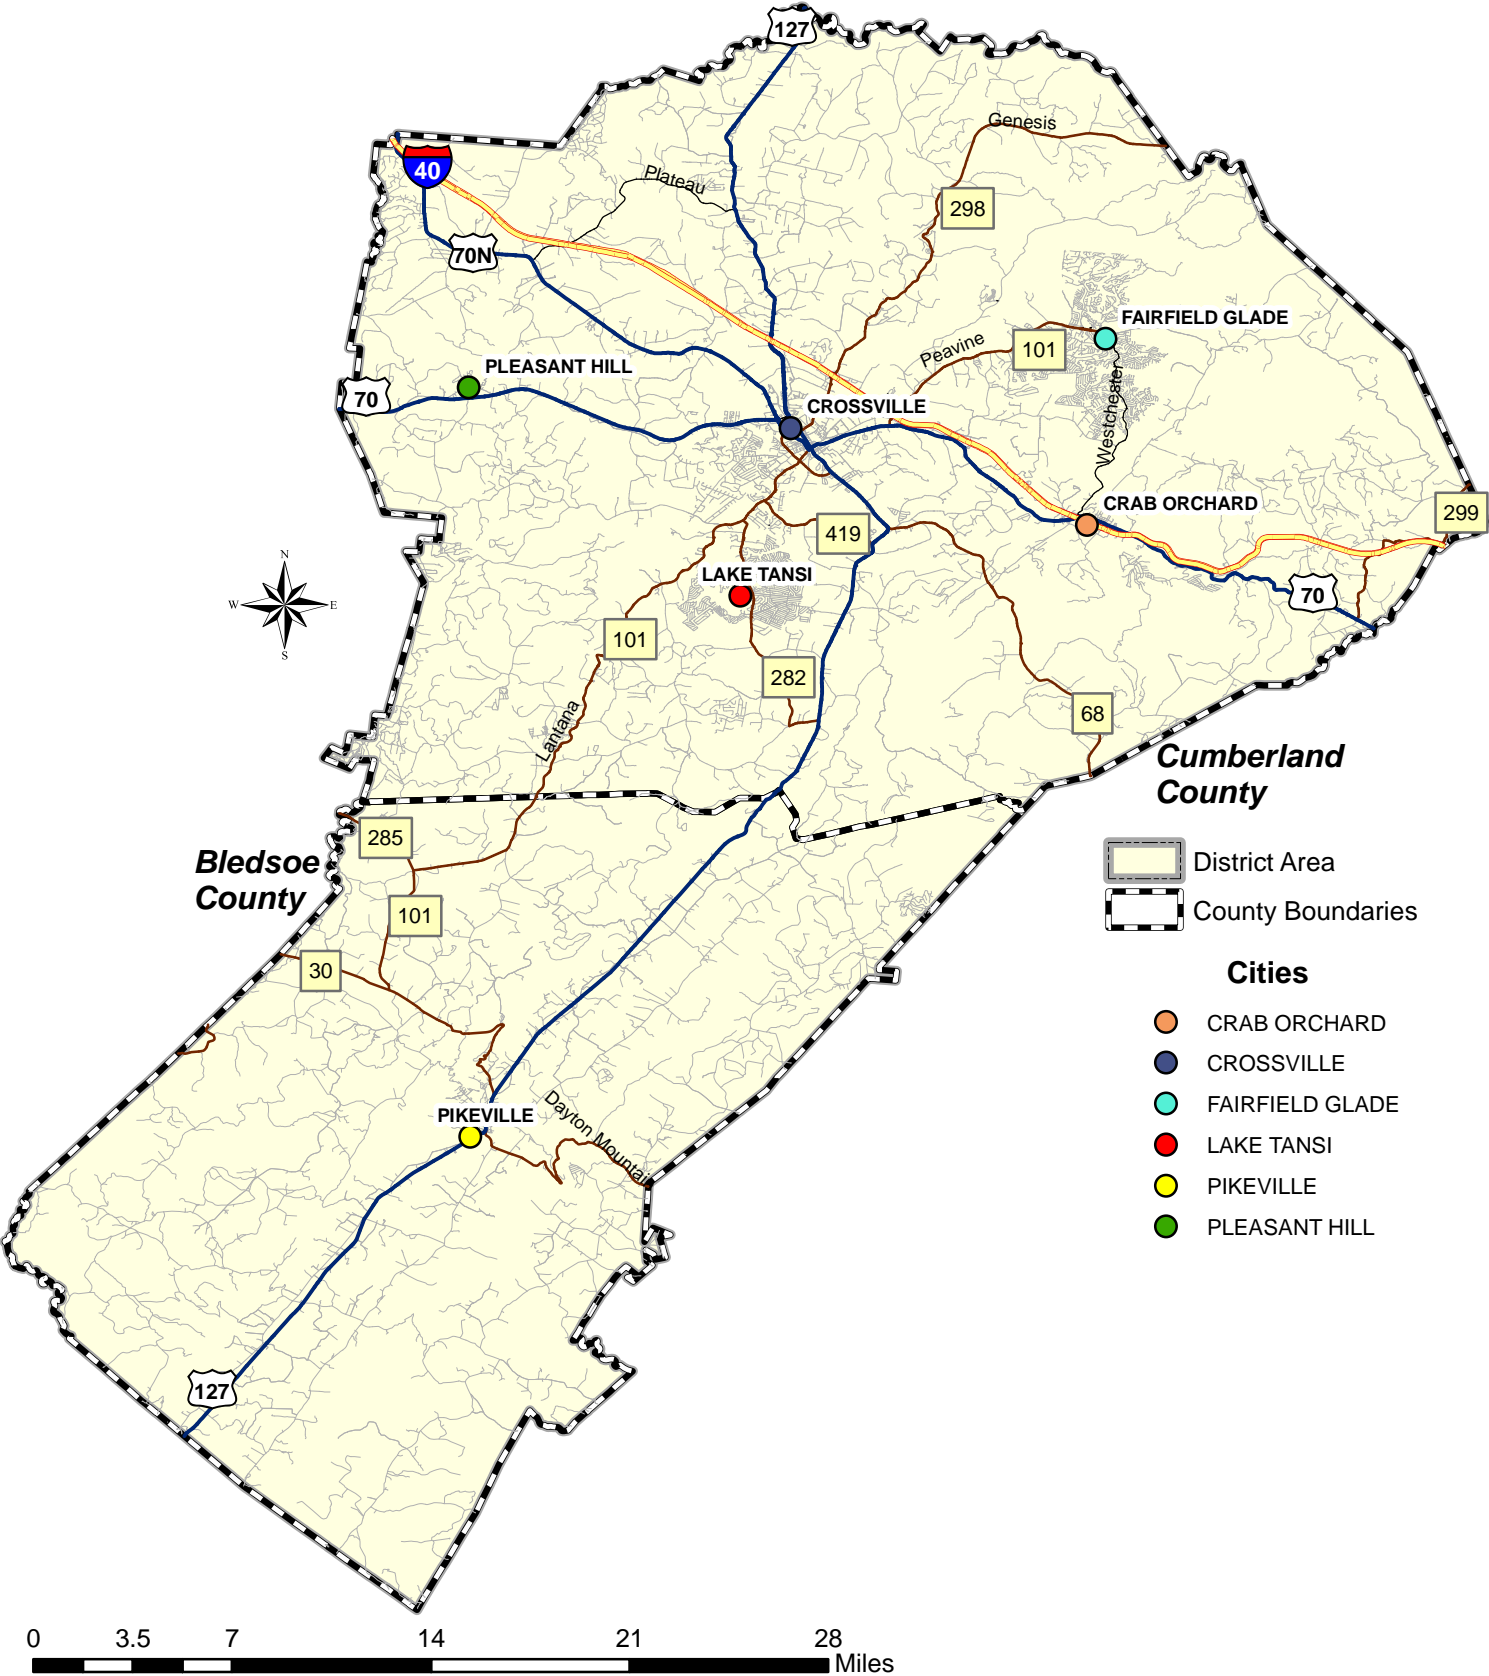 127
Genesis
40
Plateau
298
70N
FAIRFIELD GLADE
Peavine
101
PLEASANT HILL
Westchester
70
CROSSVILLE
CRAB ORCHARD
299
419
N
W
E
S
LAKE TANSI
70
101
282
68
Lantana
Cumberland
County
285
Bledsoe
County
District Area
101
County Boundaries
30
Cities
CRAB ORCHARD
CROSSVILLE
FAIRFIELD GLADE
LAKE TANSI
PIKEVILLE
PLEASANT HILL
PIKEVILLE
Dayton Mountain
127
0 3.5 7 14 21 28
Miles